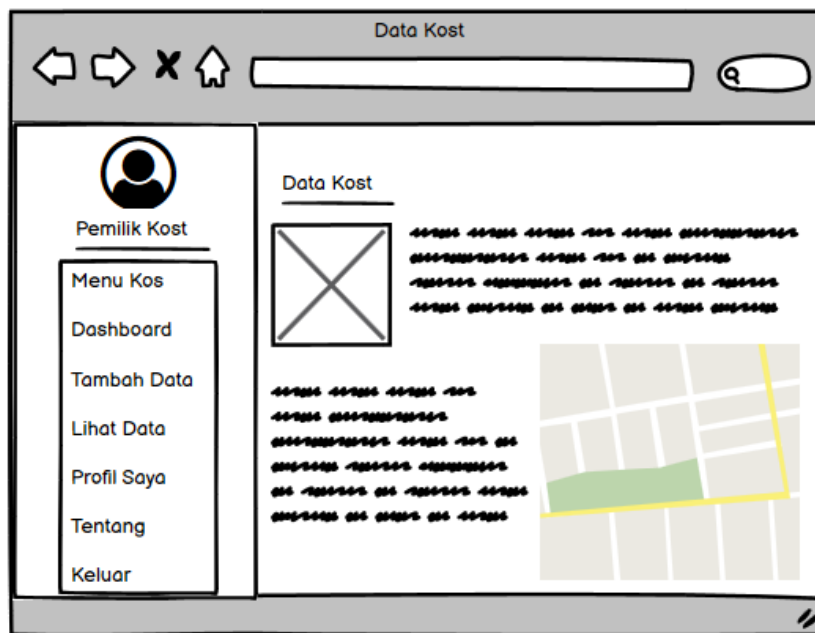 Data Kost
Pemilik Kost
Menu Kos
Dashboard
Tambah Data
Lihat Data
Profil Saya
Tentang
Keluar
Data Kost